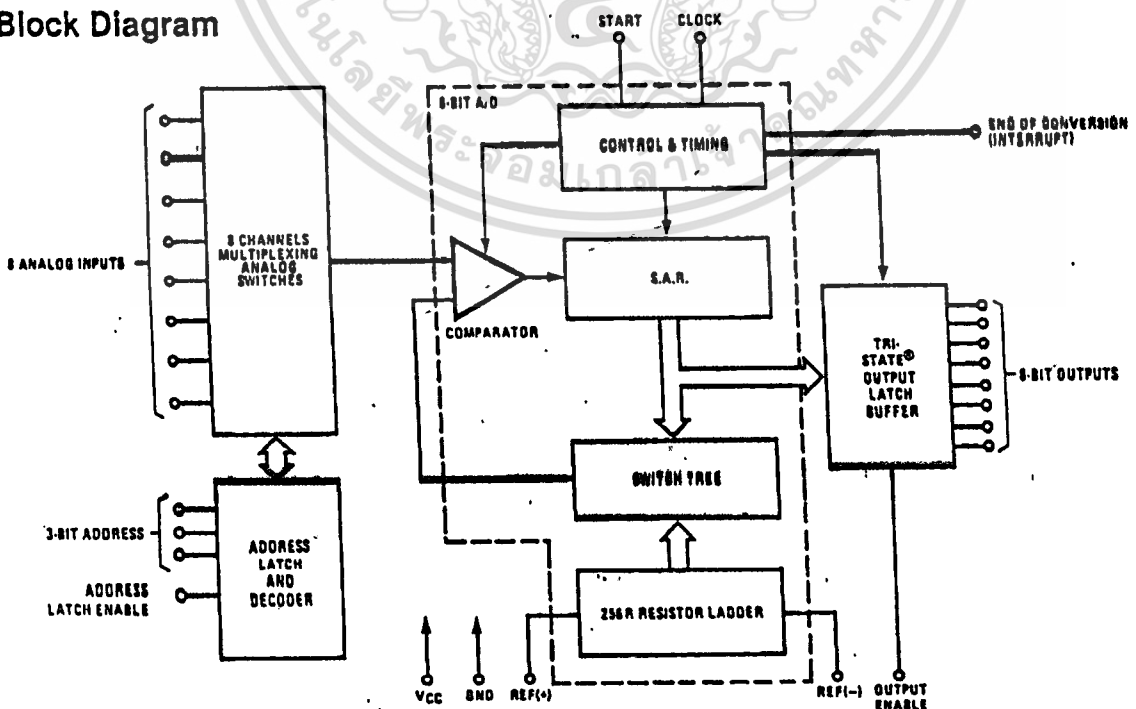 Block Diagram
START
CLOCK
8-BIT A/D
CONTROL & TIMING
END OF CONVERSION
(INTERRUPT)
8 ANALOG INPUTS
8 CHANNELS
MULTIPLEXING
ANALOG
SWITCHES
COMPARATOR
S.A.R.
TRI-
STATE®
OUTPUT
LATCH
BUFFER
8-BIT OUTPUTS
SWITCH TREE
3-BIT ADDRESS
ADDRESS
LATCH ENABLE
ADDRESS
LATCH
AND
DECODER
256R RESISTOR LADDER
VCC
GND
REF(+)
REF(-)
OUTPUT
ENABLE